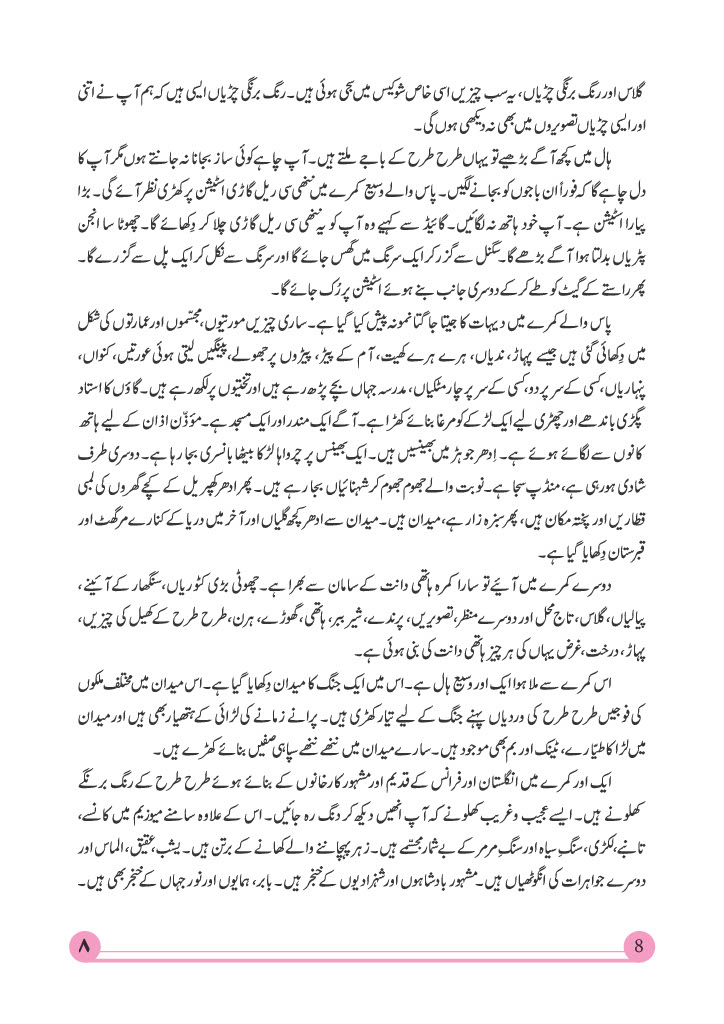 گلاس اور رنگ برنگی چڑیاں، یہ سب چیزیں اسی خاص شوکیس میں سجی ہوئی ہیں۔ رنگ برنگی چڑیاں ایسی ہیں کہ ہم آپ نے اتنی
اور ایسی چڑیاں تصویروں میں بھی نہ دیکھی ہوں گی۔
ہال میں کچھ آگے بڑھیے تو یہاں طرح طرح کے باجے ملتے ہیں۔ آپ چاہے کوئی ساز بجانا نہ جانتے ہوں مگر آپ کا
دل چاہے گا کہ فوراً ان باجوں کو بجانے لگیں۔ پاس والے وسیع کمرے میں ننھی سی ریل گاڑی اسٹیشن پر کھڑی نظر آئے گی۔ بڑا
پیارا اسٹیشن ہے۔ آپ خود ہاتھ نہ لگائیں۔ گائیڈ سے کہیے وہ آپ کو یہ ننھی سی ریل گاڑی چلا کر دِکھائے گا۔ چھوٹا سا انجن
پٹریاں بدلتا ہوا آگے بڑھے گا۔ سگنل سے گزر کر ایک سرنگ میں گھس جائے گا اور سرنگ سے نکل کر ایک پل سے گزرے گا۔
پھر راستے کے گیٹ کو طے کر کے دوسری جانب بنے ہوئے اسٹیشن پر رُک جائے گا۔
پاس والے کمرے میں دیہات کا جیتا جاگتا نمونہ پیش کیا گیا ہے۔ ساری چیزیں مورتیوں، مجسّموں اور عمارتوں کی شکل
میں دِکھائی گئی ہیں جیسے پہاڑ، ندیاں، ہرے ہرے کھیت، آم کے پیڑ، پیڑوں پر جھولے، پینگیں لیتی ہوئی عورتیں، کنواں،
پنہاریاں، کسی کے سر پر دو، کسی کے سر پر چار مٹکیاں، مدرسہ جہاں بچے پڑھ رہے ہیں اور تختیوں پر لکھ رہے ہیں۔ گاؤں کا استاد
پگڑی باندھے اور چھڑی لیے ایک لڑکے کو مرغا بنائے کھڑا ہے۔ آگے ایک مندر اور ایک مسجد ہے۔ مؤذّن اذان کے لیے ہاتھ
کانوں سے لگائے ہوئے ہے۔ اِدھر جوہڑ میں بھینسیں ہیں۔ ایک بھینس پر چرواہا لڑکا بیٹھا بانسری بجا رہا ہے۔ دوسری طرف
شادی ہورہی ہے، منڈپ سجا ہے۔ نوبت والے جھوم جھوم کر شہنائیاں بجا رہے ہیں۔ پھر ادھر کھپریل کے کچے گھروں کی لمبی
قطاریں اور پختہ مکان ہیں، پھر سبزہ زار ہے، میدان ہیں۔ میدان سے ادھر کچھ گلیاں اور آخر میں دریا کے کنارے مرگھٹ اور
قبرستان دِکھایا گیا ہے۔
دوسرے کمرے میں آئیے تو سارا کمرہ ہاتھی دانت کے سامان سے بھرا ہے۔ چھوٹی بڑی کٹوریاں، سنگھار کے آئینے،
پیالیاں، گلاس، تاج محل اور دوسرے منظر، تصویریں، پرندے، شیر ببر، ہاتھی، گھوڑے، ہرن، طرح طرح کے کھیل کی چیزیں،
پہاڑ، درخت، غرض یہاں کی ہر چیز ہاتھی دانت کی بنی ہوئی ہے۔
اس کمرے سے ملا ہوا ایک اور وسیع ہال ہے۔ اس میں ایک جنگ کا میدان دِکھایا گیا ہے۔ اس میدان میں مختلف ملکوں
کی فوجیں طرح طرح کی وردیاں پہنے جنگ کے لیے تیار کھڑی ہیں۔ پرانے زمانے کی لڑائی کے ہتھیار بھی ہیں اور میدان
میں لڑاکا طیّارے، ٹینک اور بم بھی موجود ہیں۔ سارے میدان میں ننھے ننھے سپاہی صفیں بنائے کھڑے ہیں۔
ایک اور کمرے میں انگلستان اور فرانس کے قدیم اور مشہور کارخانوں کے بنائے ہوئے طرح طرح کے رنگ برنگے
کھلونے ہیں۔ ایسے عجیب وغریب کھلونے کہ آپ انھیں دیکھ کر دنگ رہ جائیں۔ اس کے علاوہ سامنے میوزیم میں کانسے،
تانبے، لکڑی، سنگِ سیاہ اور سنگِ مرمر کے بے شمار مجسّمے ہیں۔ زہر پہچاننے والے کھانے کے برتن ہیں۔ یشب، عقیق، الماس اور
دوسرے جواہرات کی انگوٹھیاں ہیں۔ مشہور بادشاہوں اور شہزادیوں کے خنجر ہیں۔ بابر، ہمایوں اور نور جہاں کے خنجر بھی ہیں۔
8
۸